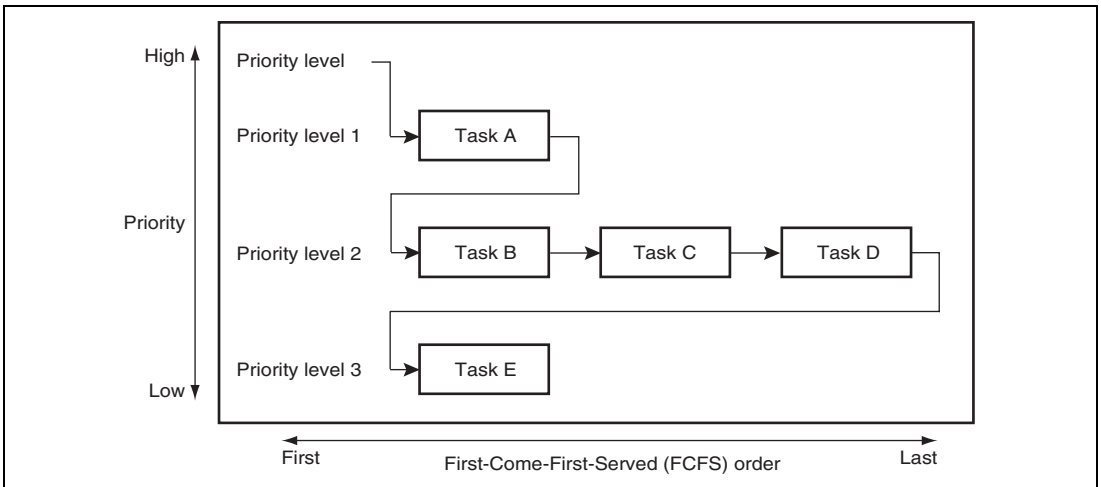 High
Priority level
Priority level 1
Task A
Priority
Priority level 2
Task B
Task C
Task D
Priority level 3
Task E
Low
First
First-Come-First-Served (FCFS) order
Last